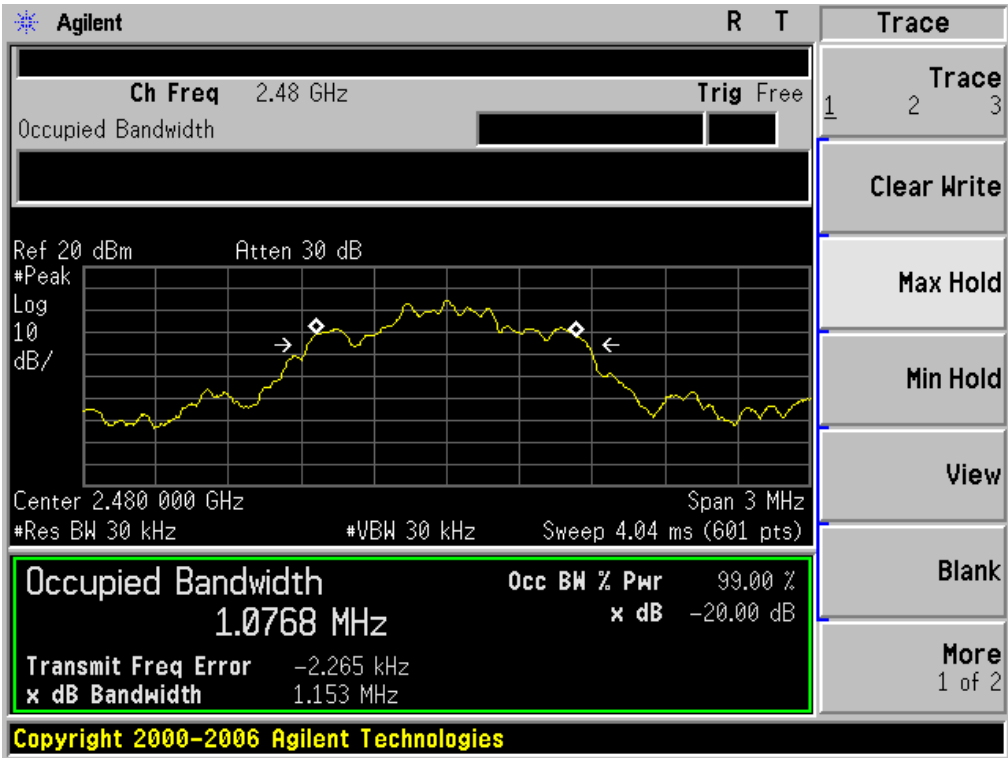 Agilent R T
Ch Freq 2.48 GHz Trig Free
Occupied Bandwidth
Ref 20 dBm Atten 30 dB
#Peak
Log
10
dB/
Center 2.480 000 GHz Span 3 MHz
#Res BW 30 kHz #VBW 30 kHz Sweep 4.04 ms (601 pts)
Occupied Bandwidth
1.0768 MHz
Occ BW % Pwr 99.00 %
x dB -20.00 dB
Transmit Freq Error -2.265 kHz
x dB Bandwidth 1.153 MHz
Copyright 2000-2006 Agilent Technologies
Trace
Trace
1 2 3
Clear Write
Max Hold
Min Hold
View
Blank
More
1 of 2